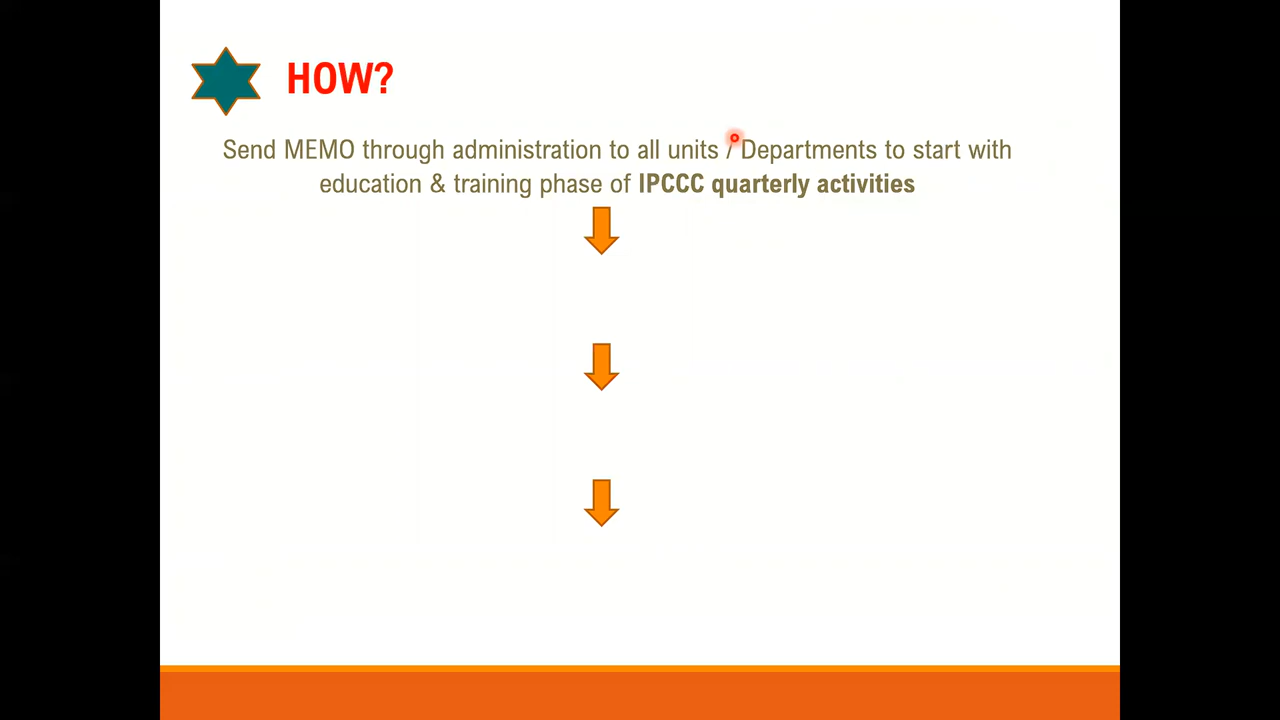 HOW?
Send MEMO through administration to all units / Departments to start with
education & training phase of IPCCC quarterly activities